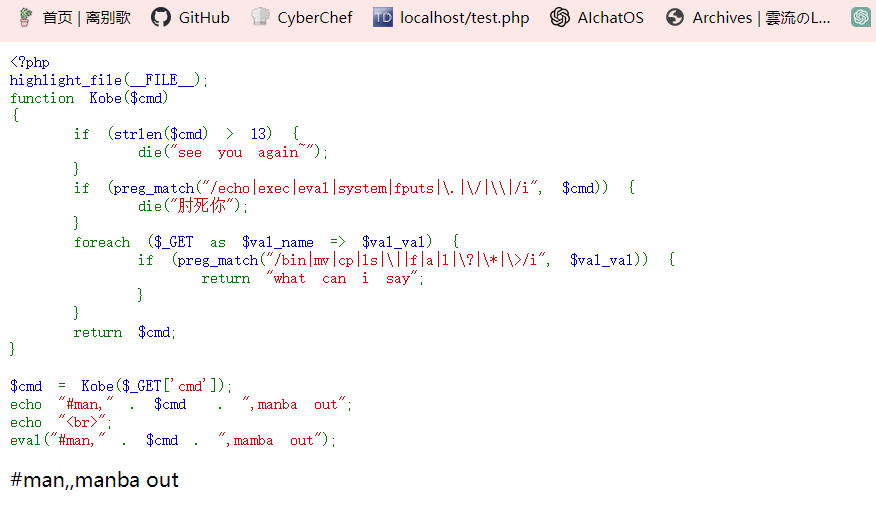 首页 | 离别歌 GitHub CyberChef TD localhost/test.php AIchatOS Archives | 雲流のL...
<?php
highlight_file(__FILE__);
function Kobe($cmd)
{
if (strlen($cmd) > 13) {
die("see you again~");
}
if (preg_match("/echo|exec|eval|system|fputs|\.|\/|\\|/i", $cmd)) {
die("肘死你");
}
foreach ($_GET as $val_name => $val_val) {
if (preg_match("/bin|mv|cp|ls|\||f|a|l|\?|\*|\>/i", $val_val)) {
return "what can i say";
}
}
return $cmd;
}
$cmd = Kobe($_GET['cmd']);
echo "#man," . $cmd . ",manba out";
echo "<br>";
eval("#man," . $cmd . ",mamba out");
#man,,manba out